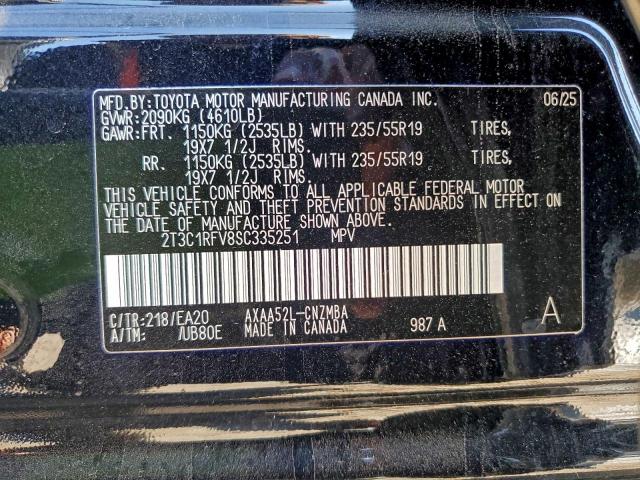 MFD.BY:TOYOTA MOTOR MANUFACTURING CANADA INC. 06/25
GVWR:2090KG (4610LB)
GAWR:FRT. 1150KG (2535LB) WITH 235/55R19 TIRES,
19X7 1/2J RIMS.
RR. 1150KG (2535LB) WITH 235/55R19 TIRES,
19X7 1/2J RIMS.
THIS VEHICLE CONFORMS TO ALL APPLICABLE FEDERAL MOTOR
VEHICLE SAFETY AND THEFT PREVENTION STANDARDS IN EFFECT ON
THE DATE OF MANUFACTURE SHOWN ABOVE.
2T3C1RFV8SC335251 MPV
C/TR:218/EA20 AXAA52L-CNZMBA
A/TM: /UB80E MADE IN CANADA 987 A A